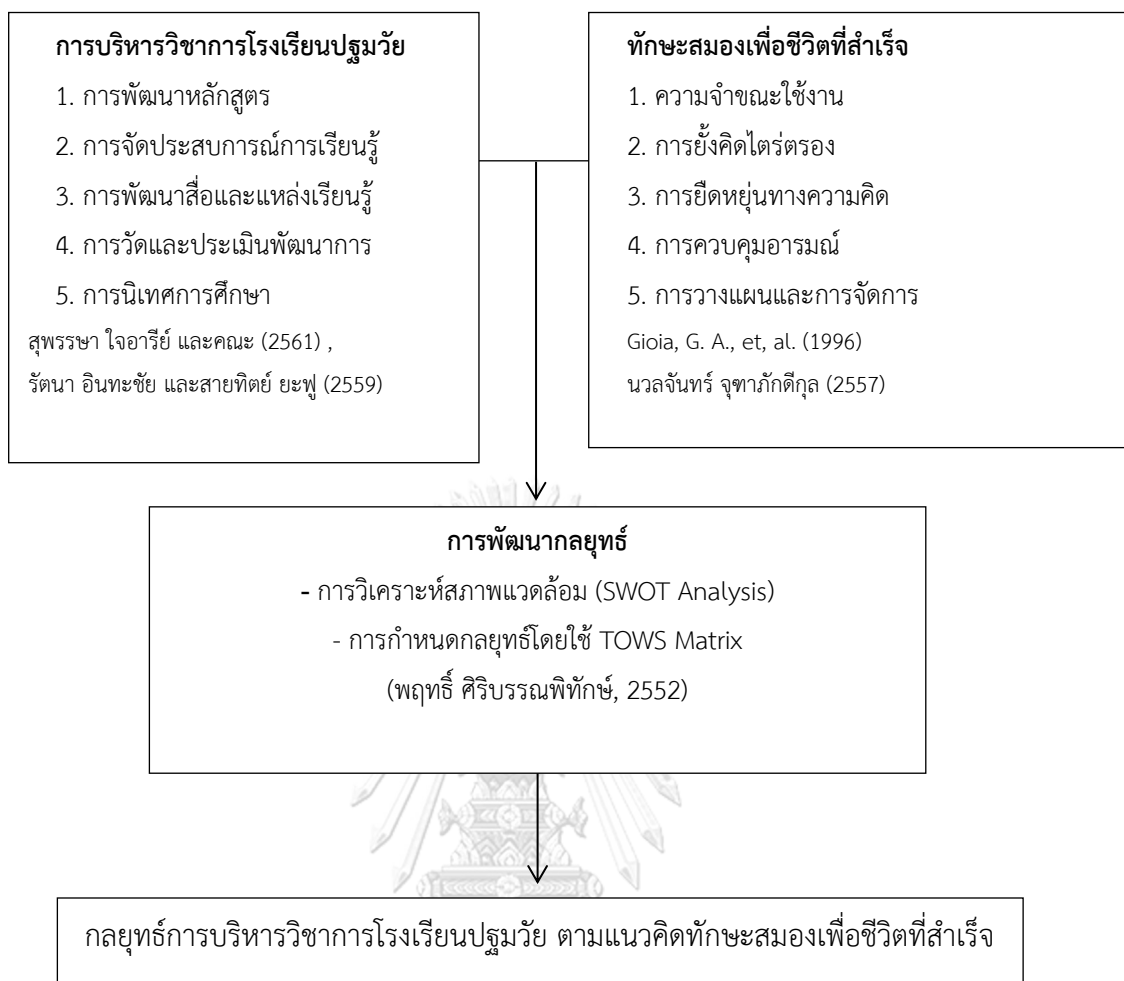 การบริหารวิชาการโรงเรียนปฐมวัย
1. การพัฒนาหลักสูตร
2. การจัดประสบการณ์การเรียนรู้
3. การพัฒนาสื่อและแหล่งเรียนรู้
4. การวัดและประเมินพัฒนาการ
5. การนิเทศการศึกษา
สุพรรษา ใจอารีย์ และคณะ (2561) ,
รัตนา อินทะชัย และสายทิตย์ ยะฟู (2559)
ทักษะสมองเพื่อชีวิตที่สำเร็จ
1. ความจำขณะใช้งาน
2. การยั้งคิดไตร่ตรอง
3. การยืดหยุ่นทางความคิด
4. การควบคุมอารมณ์
5. การวางแผนและการจัดการ
Gioia, G. A., et, al. (1996)
นวลจันทร์ จุฑาภักดีกุล (2557)
การพัฒนากลยุทธ์
- การวิเคราะห์สภาพแวดล้อม (SWOT Analysis)
- การกำหนดกลยุทธ์โดยใช้ TOWS Matrix
(พฤทธิ์ ศิริบรรณพิทักษ์, 2552)
กลยุทธ์การบริหารวิชาการโรงเรียนปฐมวัย ตามแนวคิดทักษะสมองเพื่อชีวิตที่สำเร็จ